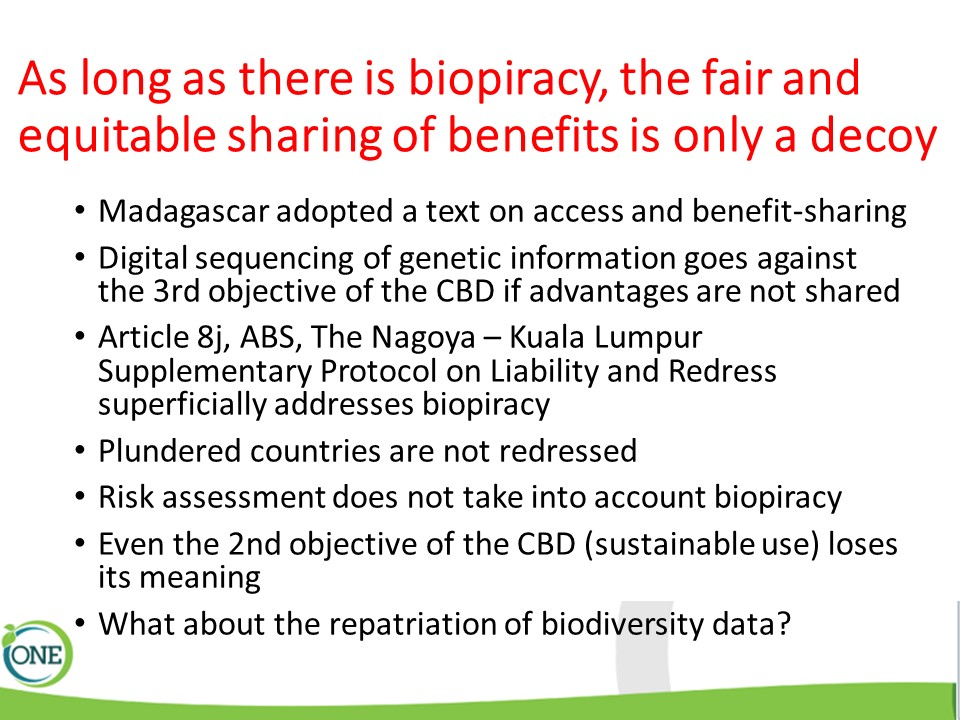 As long as there is biopiracy, the fair and
equitable sharing of benefits is only a decoy
• Madagascar adopted a text on access and benefit-sharing
• Digital sequencing of genetic information goes against
the 3rd objective of the CBD if advantages are not shared
• Article 8j, ABS, The Nagoya – Kuala Lumpur
Supplementary Protocol on Liability and Redress
superficially addresses biopiracy
• Plundered countries are not redressed
• Risk assessment does not take into account biopiracy
• Even the 2nd objective of the CBD (sustainable use) loses
its meaning
• What about the repatriation of biodiversity data?
ONE